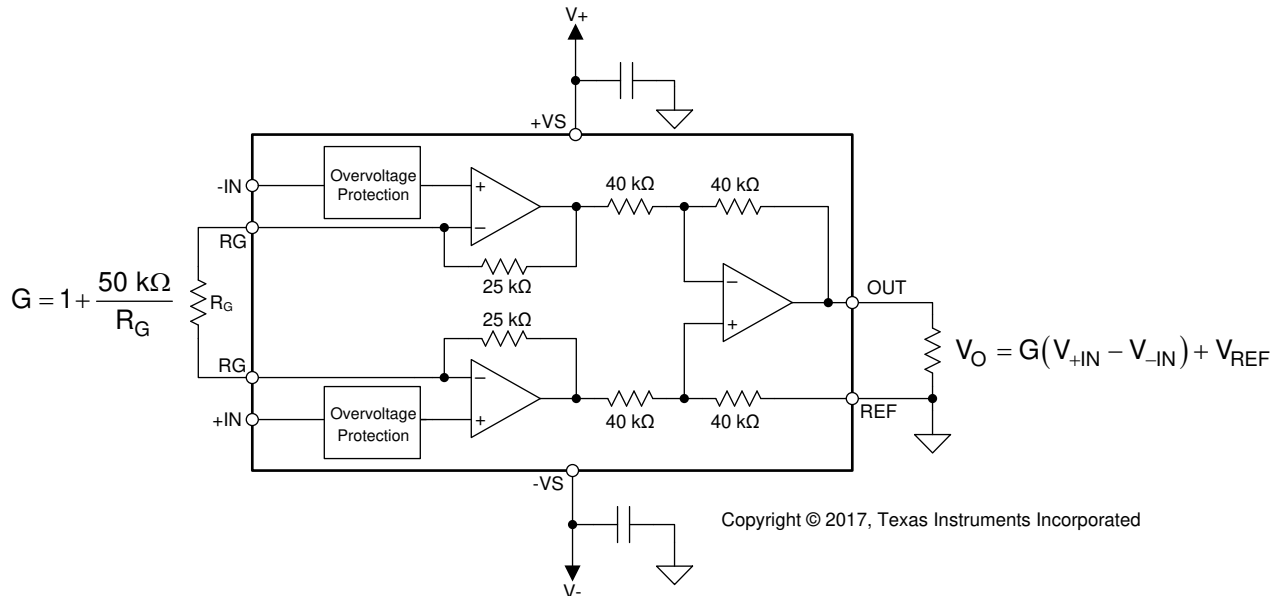 V+
+VS
-IN
Overvoltage
Protection
+
−
40 kΩ
40 kΩ
RG
25 kΩ
G = 1 + 50 kΩ / R_G
R_G
−
+
OUT
V_O = G(V_{+IN} − V_{−IN}) + V_{REF}
25 kΩ
RG
−
+
+IN
Overvoltage
Protection
40 kΩ
40 kΩ
REF
-VS
Copyright © 2017, Texas Instruments Incorporated
V-